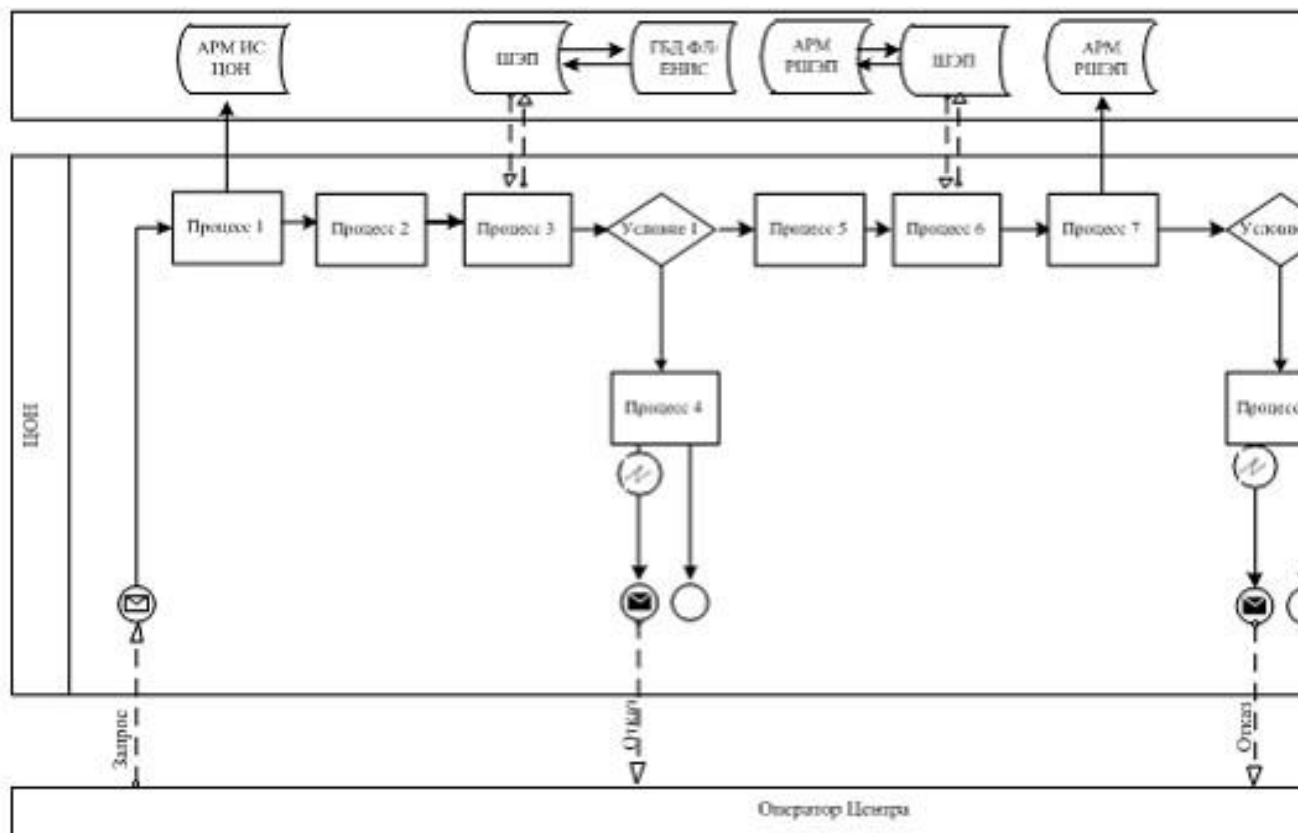 АРМ ИС
ЦОН
ШЭП
ГБД ФЛ/
ЕНИС
АРМ
РШЭП
ШЭП
АРМ
РШЭП
Процесс 1
Процесс 2
Процесс 3
Условие 1
Процесс 5
Процесс 6
Процесс 7
Процесс 4
Процесс
ЦОН
Запрос
Отказ
Отказ
Оператор Центра